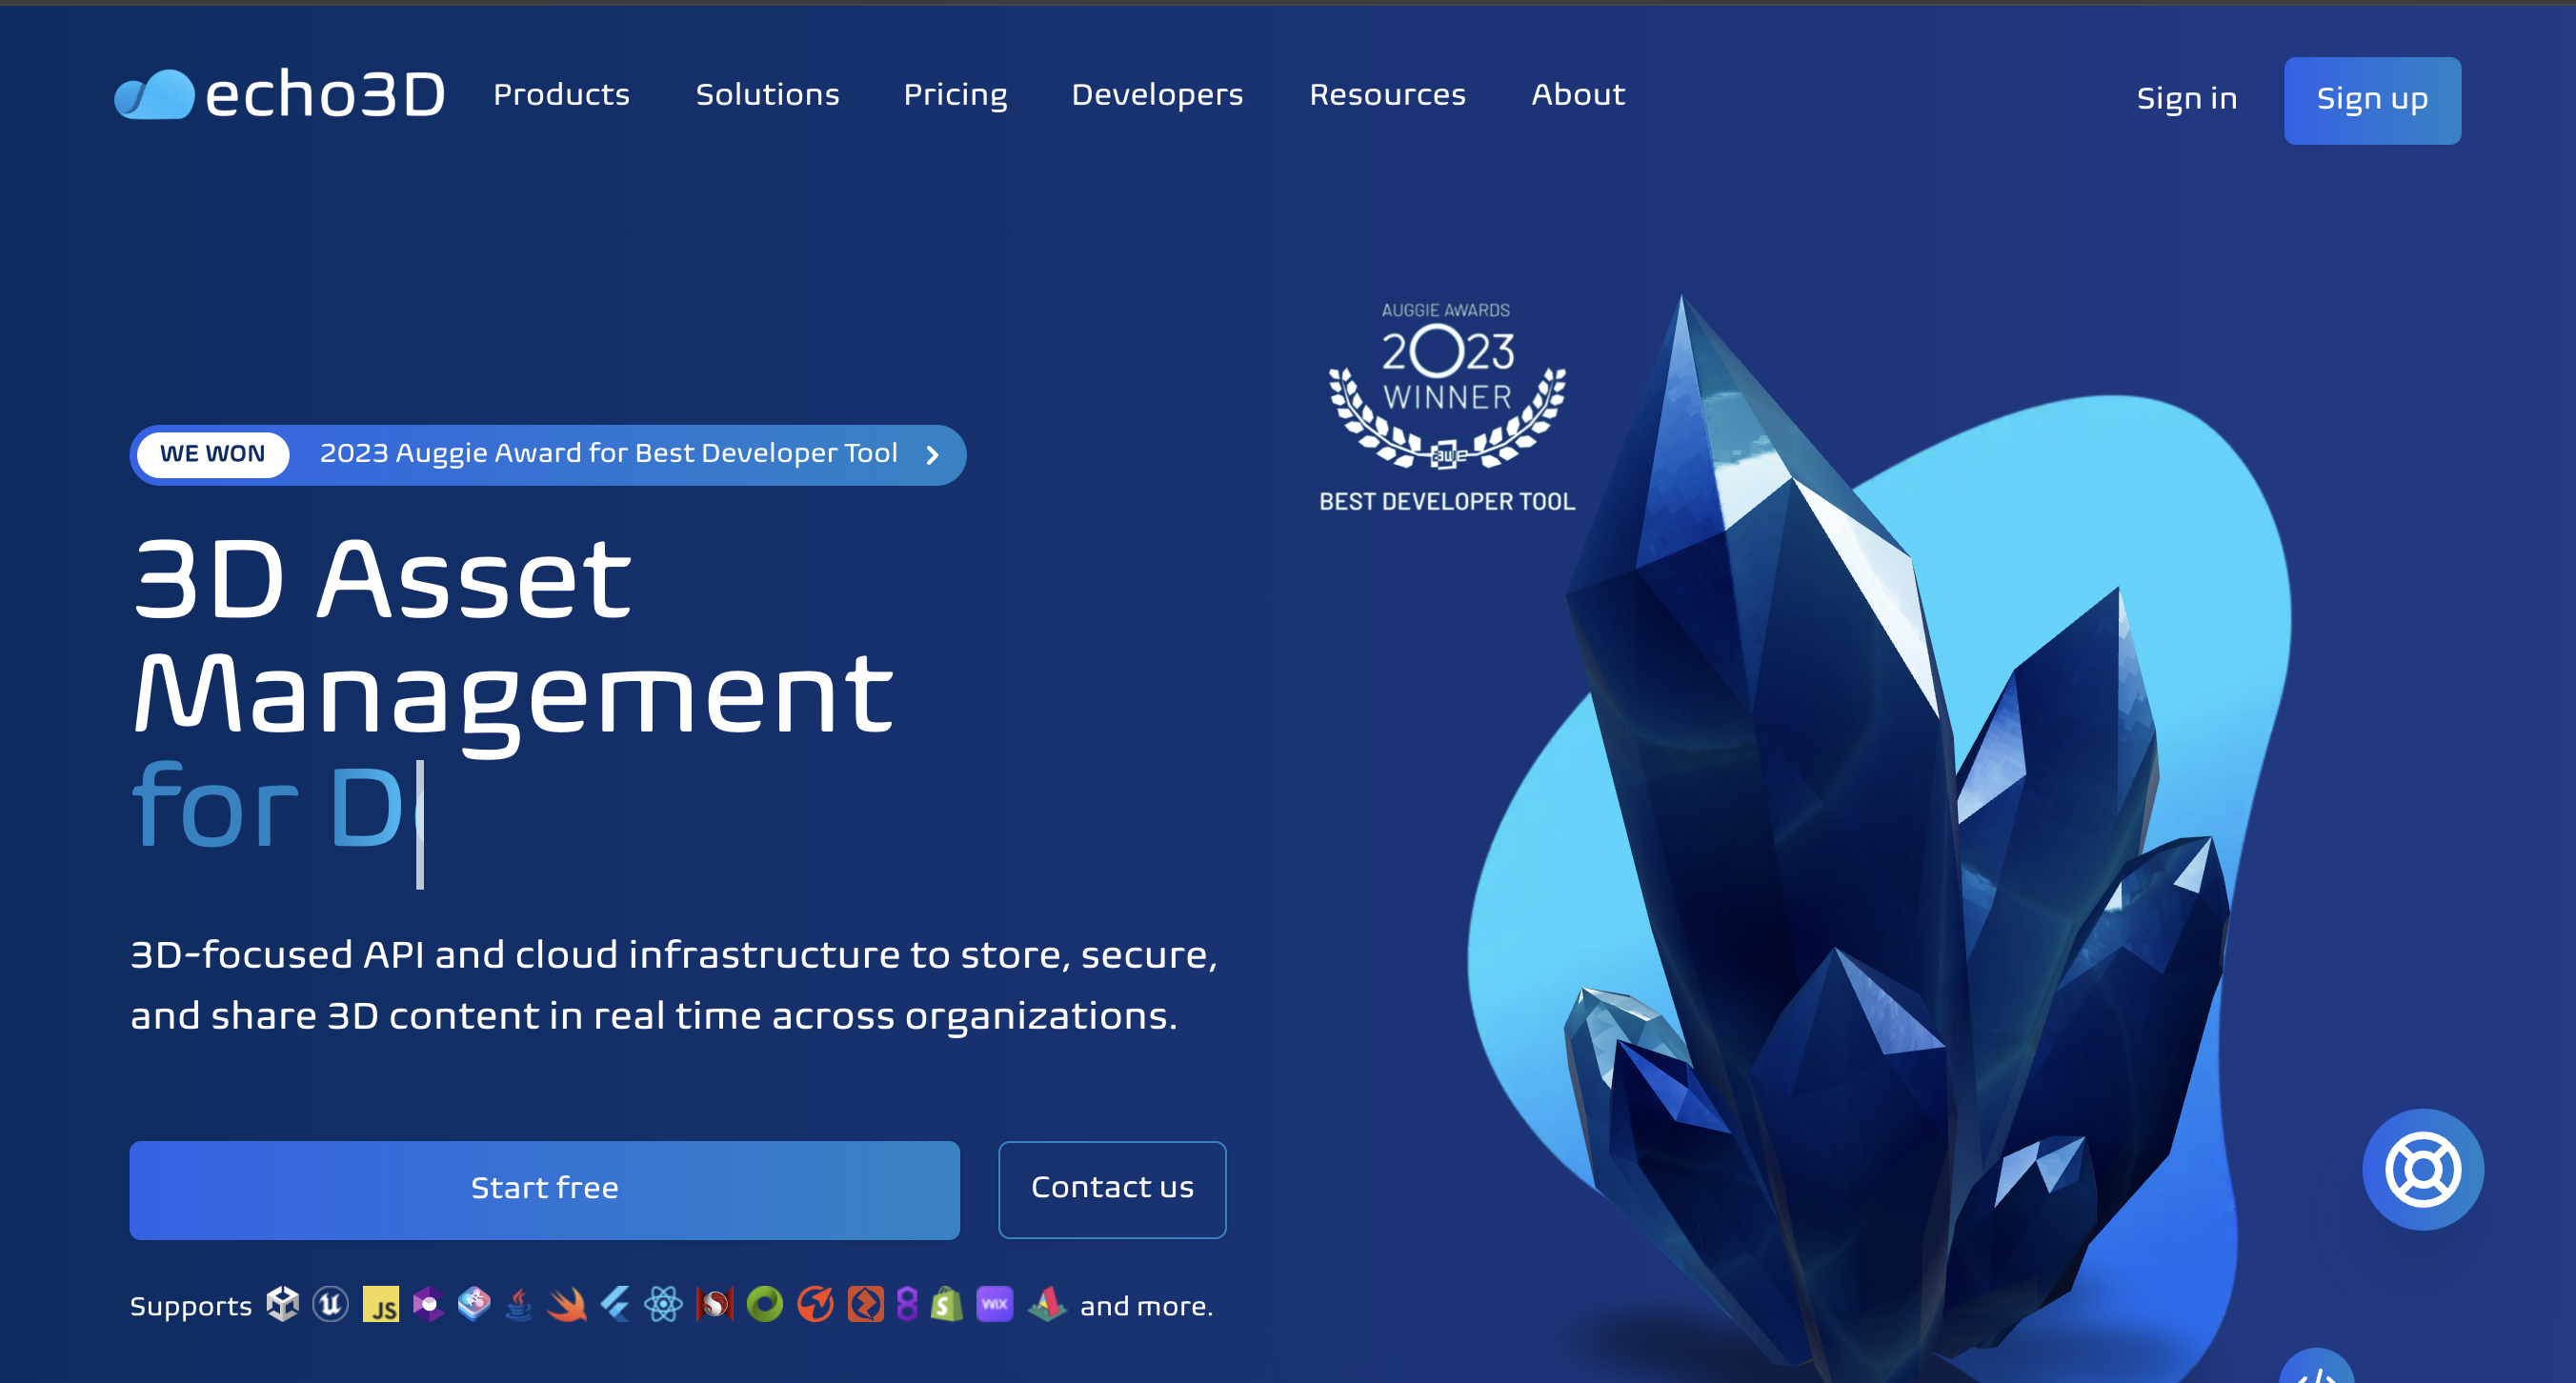 echo3D Products Solutions Pricing Developers Resources About Sign in Sign up
AUGGIE AWARDS
2023
WINNER
awe
BEST DEVELOPER TOOL
WE WON 2023 Auggie Award for Best Developer Tool
3D Asset
Management
for D
3D-focused API and cloud infrastructure to store, secure,
and share 3D content in real time across organizations.
Start free Contact us
Supports JS WIX and more.